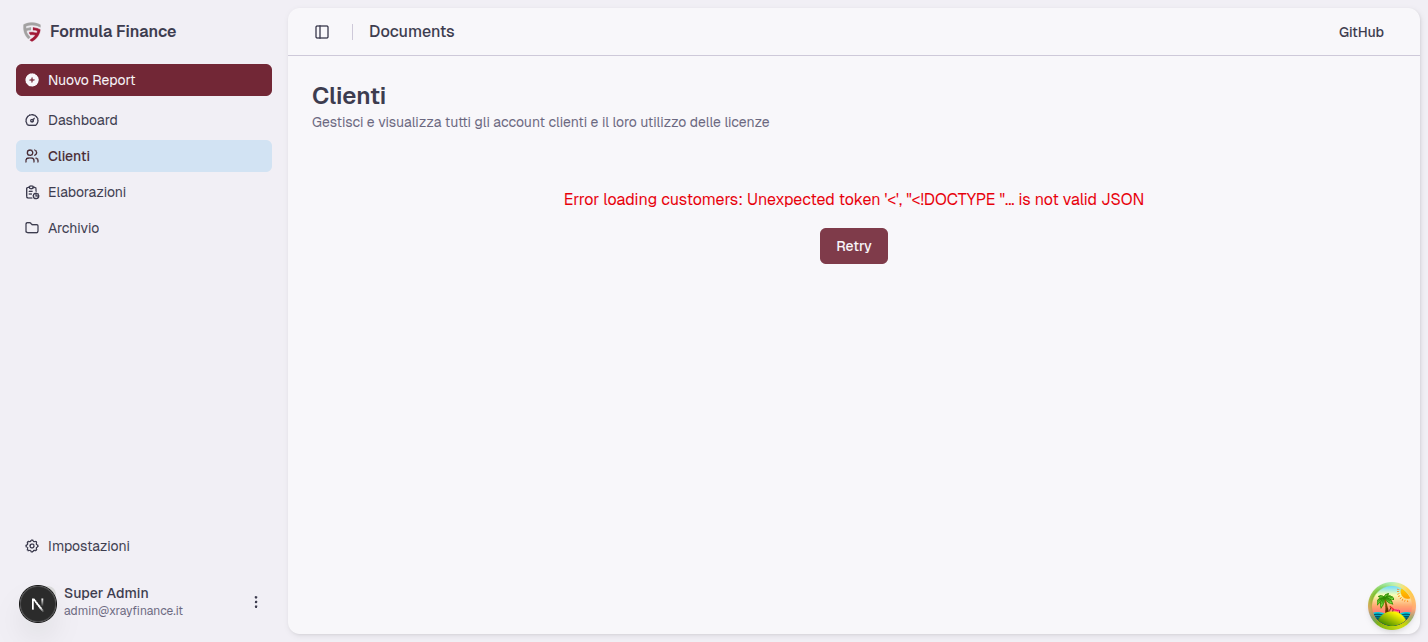 Formula Finance
Nuovo Report
Dashboard
Clienti
Elaborazioni
Archivio
Impostazioni
N
Super Admin
admin@xrayfinance.it
Documents
GitHub
Clienti
Gestisci e visualizza tutti gli account clienti e il loro utilizzo delle licenze
Error loading customers: Unexpected token '<', "<!DOCTYPE "... is not valid JSON
Retry